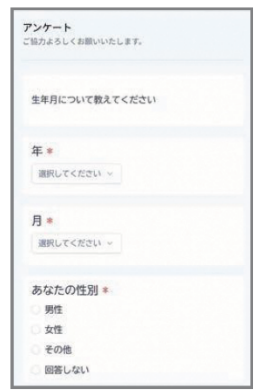 アンケート
ご協力よろしくお願いいたします。
生年月について教えてください
年 *
選択してください
月 *
選択してください
あなたの性別 *
男性
女性
その他
回答しない